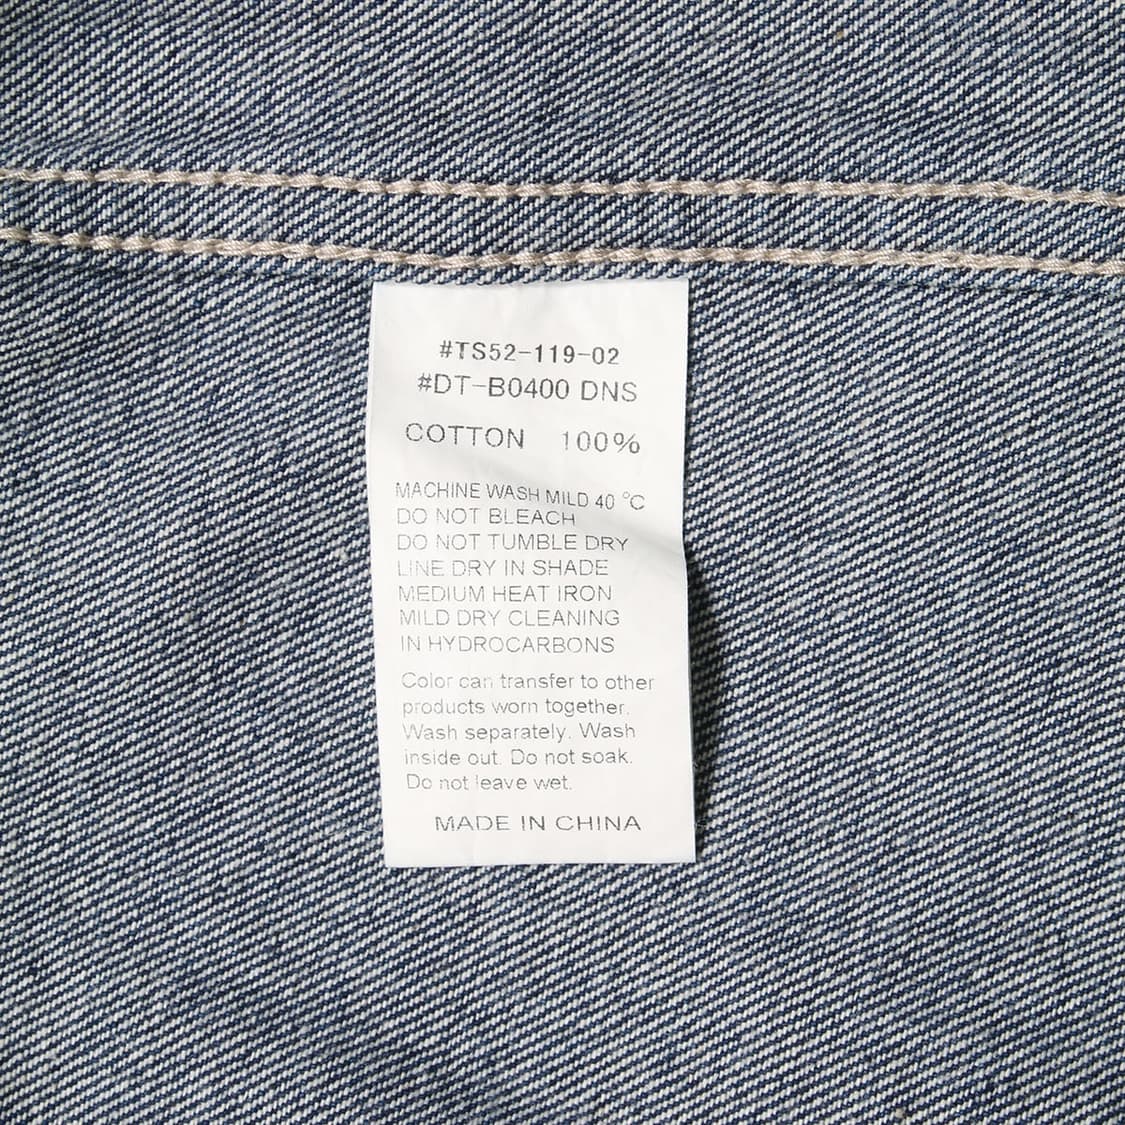 #TS52-119-02
#DT-B0400 DNS
COTTON 100%
MACHINE WASH MILD 40 °C
DO NOT BLEACH
DO NOT TUMBLE DRY
LINE DRY IN SHADE
MEDIUM HEAT IRON
MILD DRY CLEANING
IN HYDROCARBONS
Color can transfer to other
products worn together.
Wash separately. Wash
inside out. Do not soak.
Do not leave wet.
MADE IN CHINA